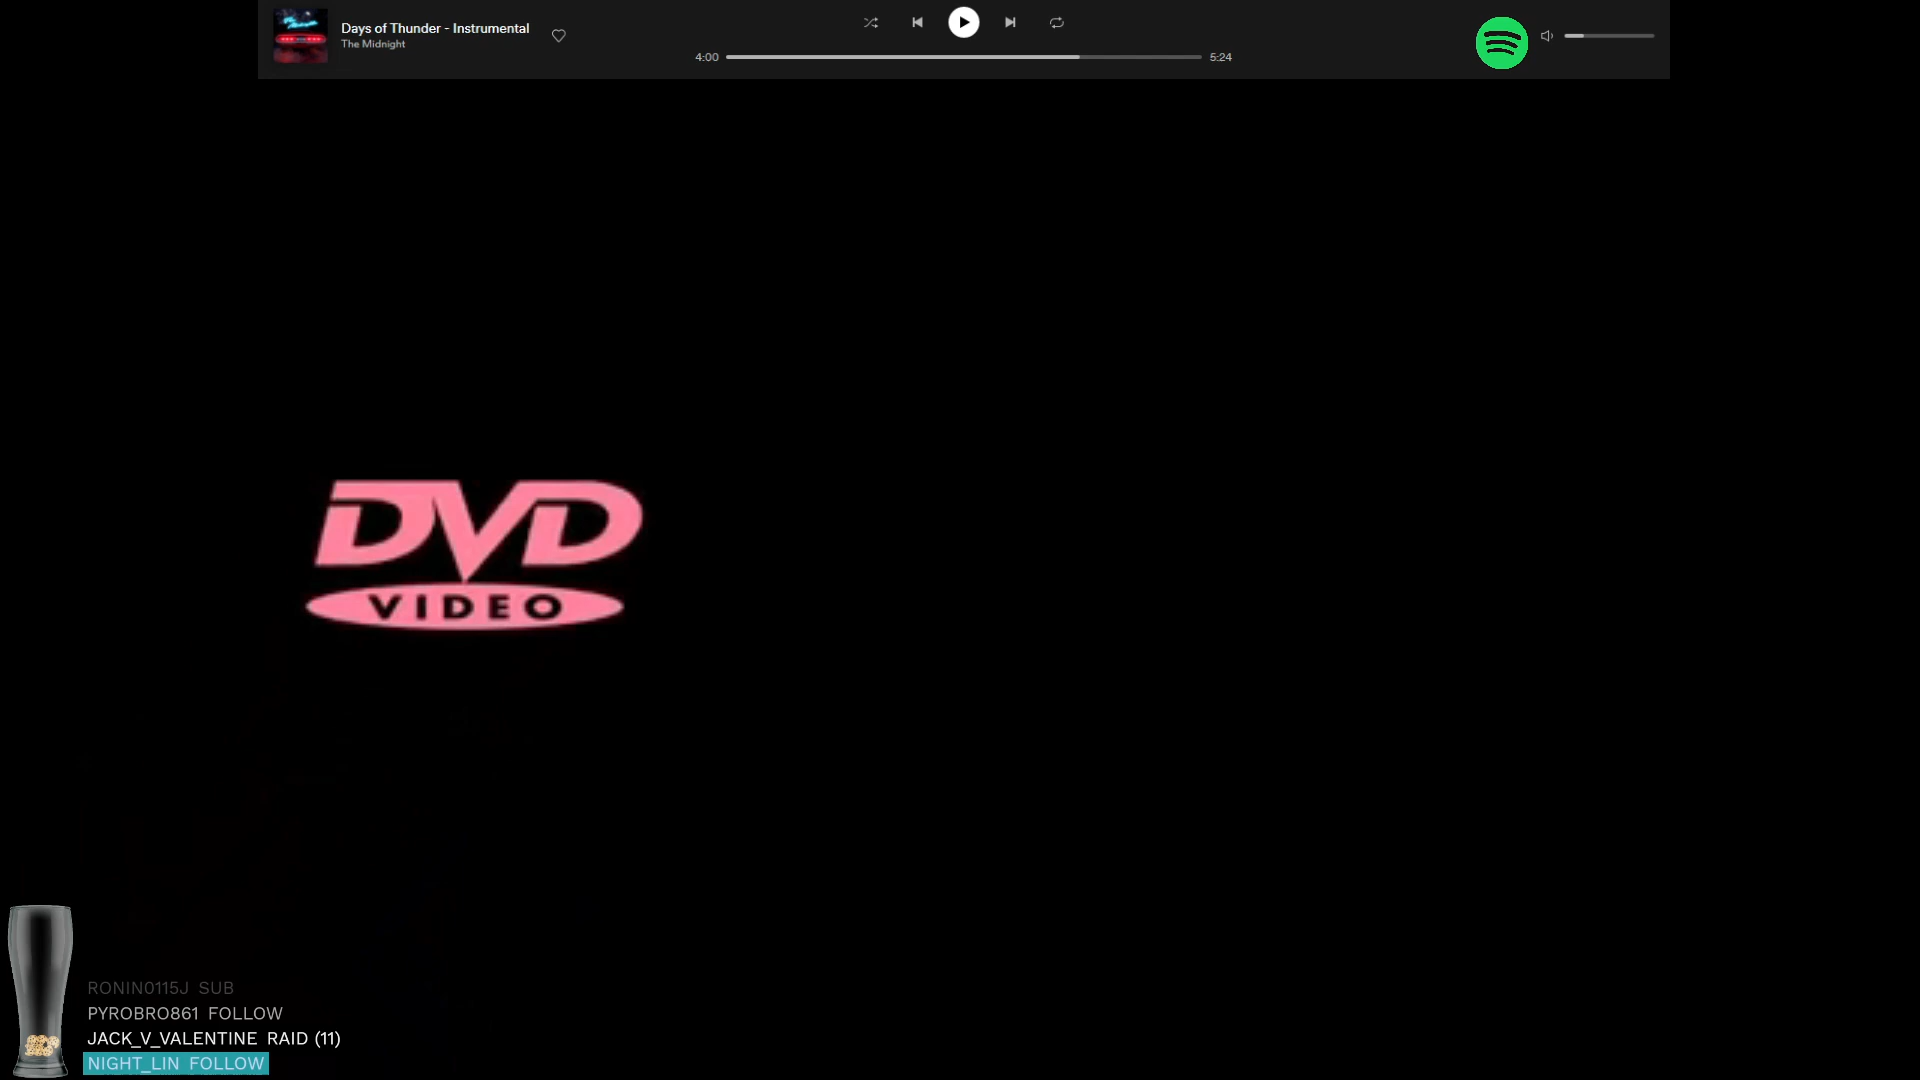 Days of Thunder - Instrumental
The Midnight
4:00
5:24
DVD
VIDEO
RONIN0115J SUB
PYROBRO861 FOLLOW
JACK_V_VALENTINE RAID (11)
NIGHT_LIN FOLLOW